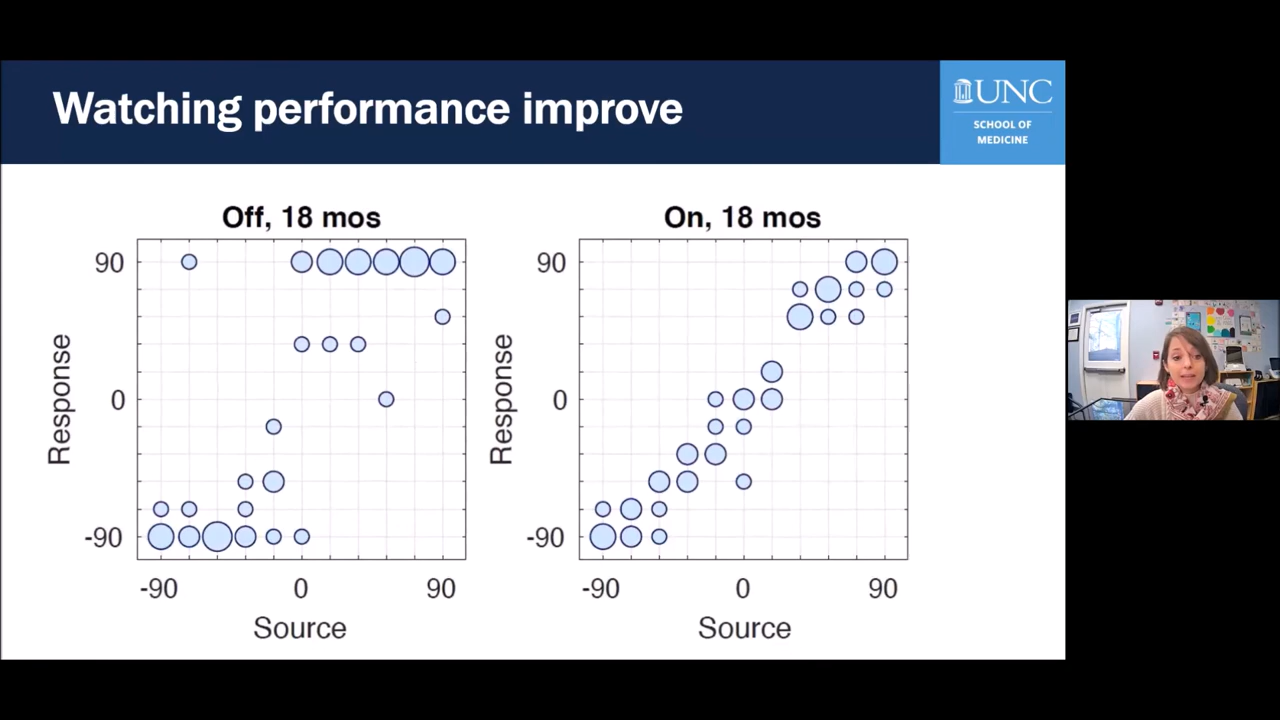 Watching performance improve
UNC
SCHOOL OF
MEDICINE
Off, 18 mos
90
0
-90
Response
-90 0 90
Source
On, 18 mos
90
0
-90
Response
-90 0 90
Source